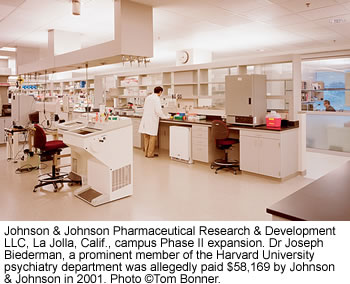 Johnson & Johnson Pharmaceutical Research & Development
LLC, La Jolla, Calif., campus Phase II expansion. Dr Joseph
Biederman, a prominent member of the Harvard University
psychiatry department was allegedly paid $58,169 by Johnson
& Johnson in 2001. Photo ©Tom Bonner.